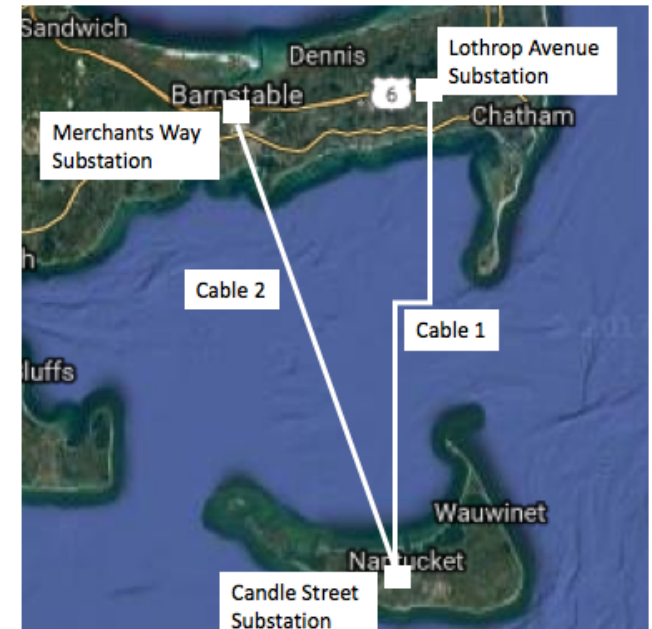 Sandwich
Dennis
Lothrop Avenue
Substation
Barnstable
6
Chatham
Merchants Way
Substation
h
Cable 2
Cable 1
luffs
Wauwinet
Nantucket
Candle Street
Substation